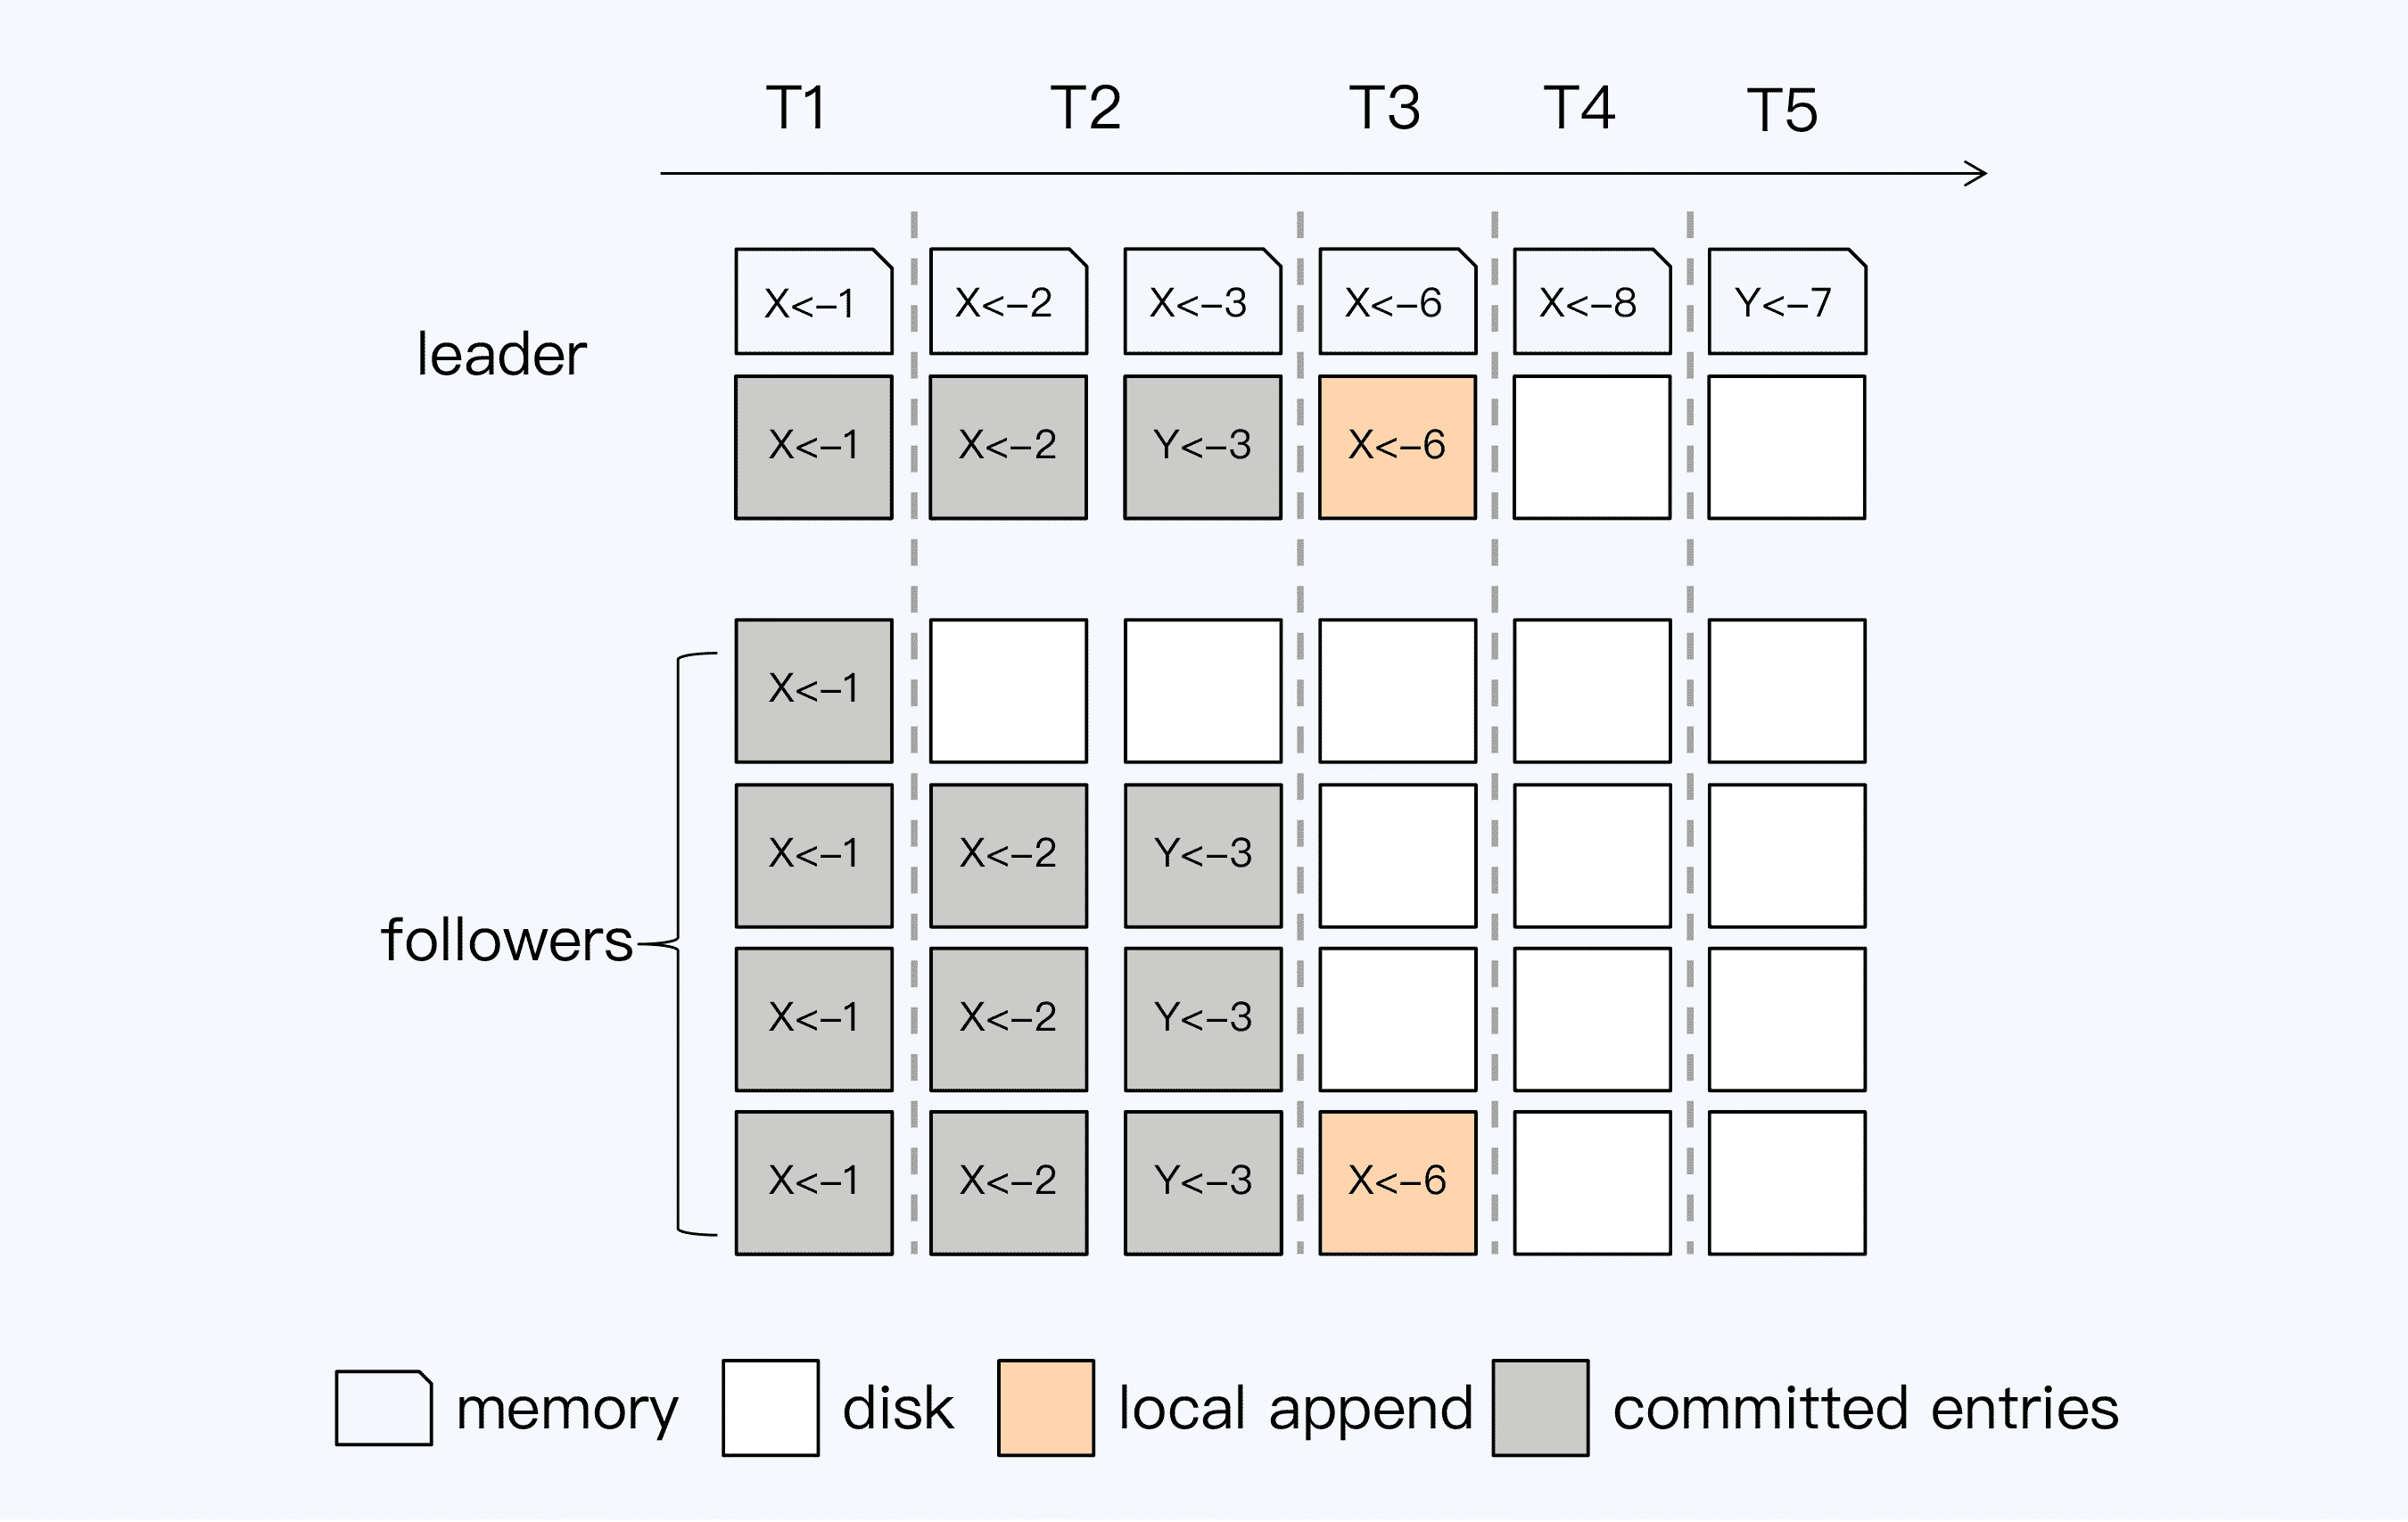 T1 T2 T3 T4 T5
X<–1 X<–2 X<–3 X<–6 X<–8 Y<–7
leader
X<–1 X<–2 Y<–3 X<–6
X<–1
X<–1 X<–2 Y<–3
followers
X<–1 X<–2 Y<–3
X<–1 X<–2 Y<–3 X<–6
memory disk local append committed entries